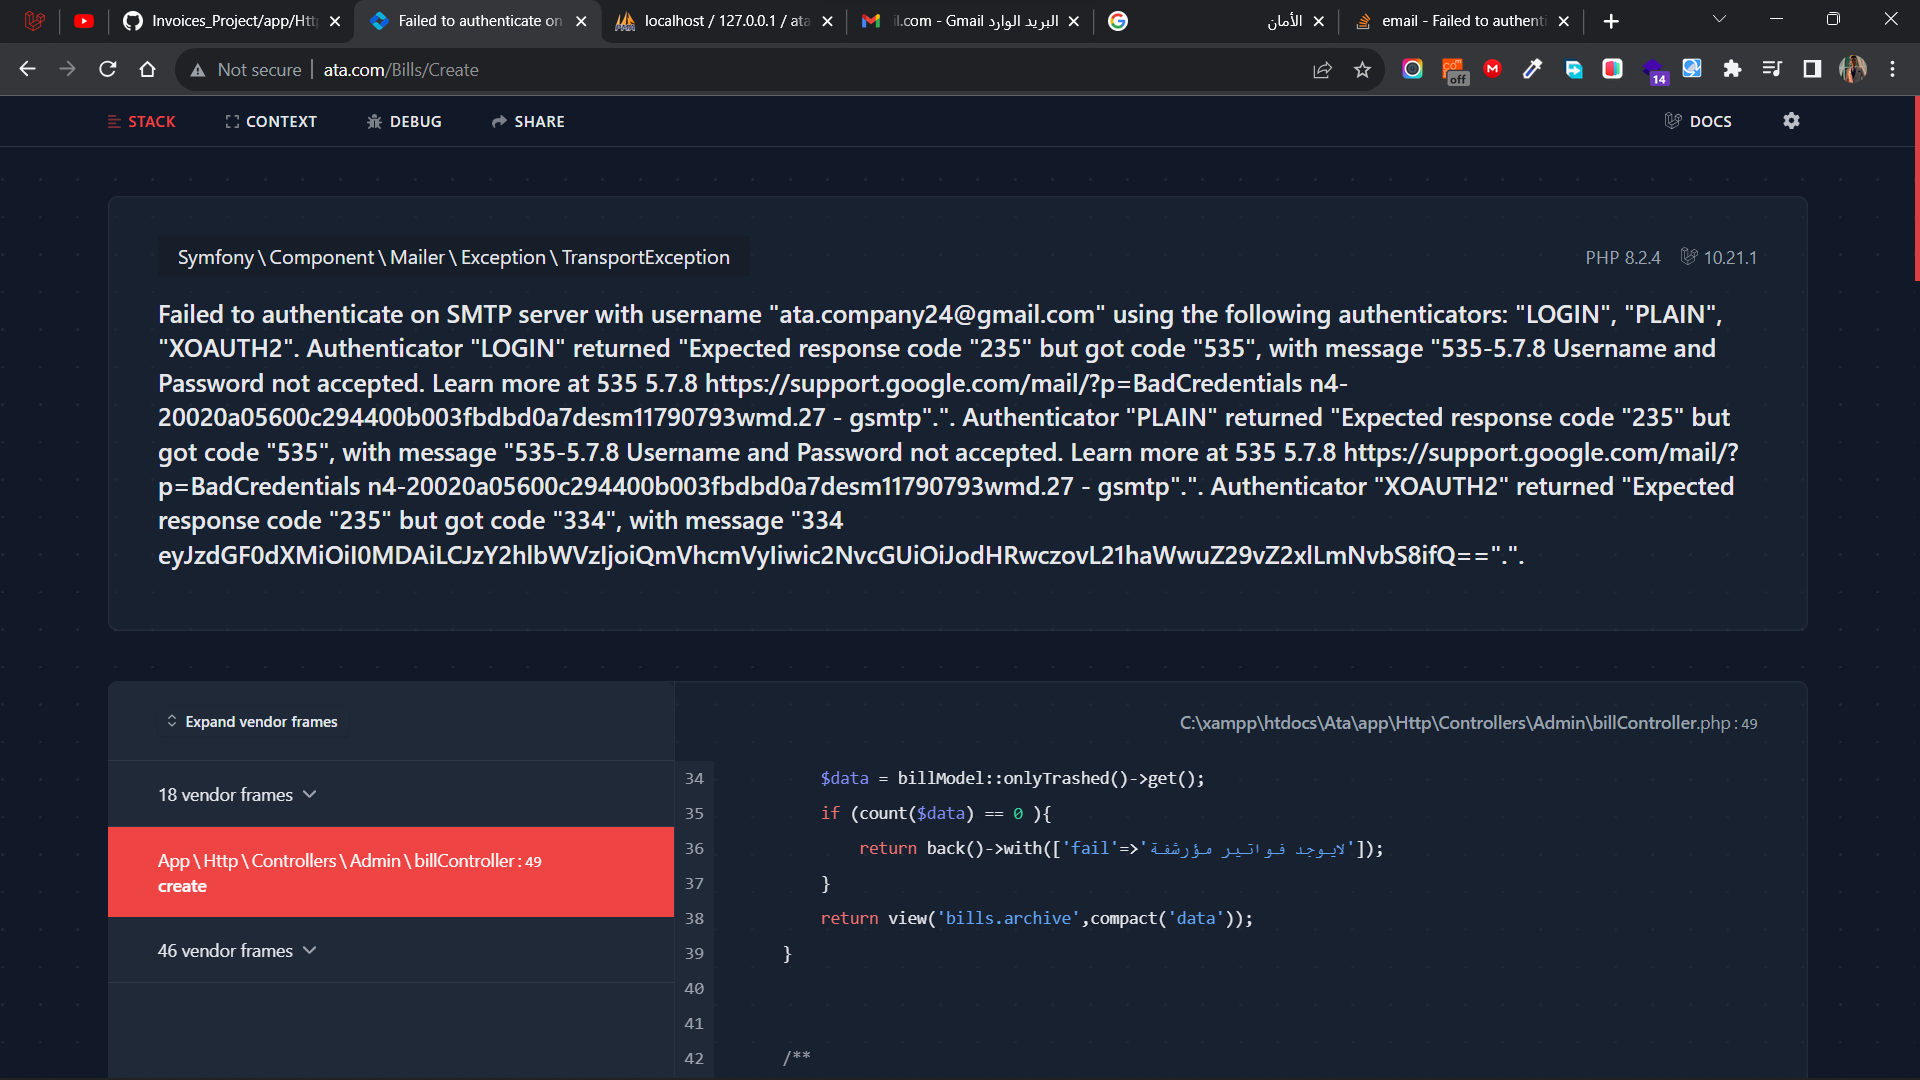 Invoices_Project/app/Htt
Failed to authenticate on
localhost / 127.0.0.1 / ata
il.com - Gmail البريد الوارد
الأمان
email - Failed to authenti
Not secure
ata.com/Bills/Create
off
14
STACK
CONTEXT
DEBUG
SHARE
DOCS
Symfony\Component\Mailer\Exception\TransportException
PHP 8.2.4
10.21.1
Failed to authenticate on SMTP server with username "ata.company24@gmail.com" using the following authenticators: "LOGIN", "PLAIN",
"XOAUTH2". Authenticator "LOGIN" returned "Expected response code "235" but got code "535", with message "535-5.7.8 Username and
Password not accepted. Learn more at 535 5.7.8 https://support.google.com/mail/?p=BadCredentials n4-
20020a05600c294400b003fbdbd0a7desm11790793wmd.27 - gsmtp".". Authenticator "PLAIN" returned "Expected response code "235" but
got code "535", with message "535-5.7.8 Username and Password not accepted. Learn more at 535 5.7.8 https://support.google.com/mail/?
p=BadCredentials n4-20020a05600c294400b003fbdbd0a7desm11790793wmd.27 - gsmtp".". Authenticator "XOAUTH2" returned "Expected
response code "235" but got code "334", with message "334
eyJzdGF0dXMiOiI0MDAiLCJzY2hlbWVzIjoiQmVhcmVyIiwic2NvcGUiOiJodHRwczovL21haWwuZ29vZ2xlLmNvbS8ifQ==".".
Expand vendor frames
18 vendor frames
App\Http\Controllers\Admin\billController:49
create
46 vendor frames
C:\xampp\htdocs\Ata\app\Http\Controllers\Admin\billController.php:49
34 $data = billModel::onlyTrashed()->get();
35 if (count($data) == 0 ){
36 return back()->with(['fail'=>'لايوجد فواتير مؤرشفة']);
37 }
38 return view('bills.archive',compact('data'));
39 }
40
41
42 /**